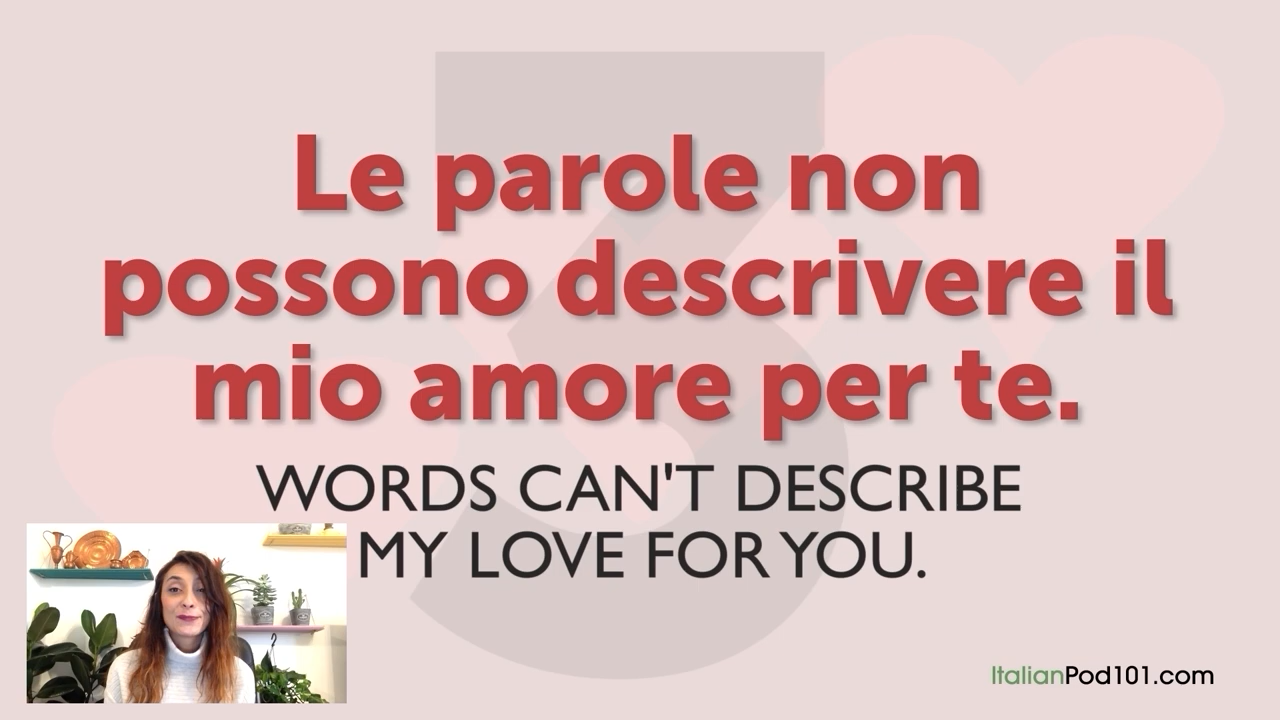 5
Le parole non
possono descrivere il
mio amore per te.
WORDS CAN'T DESCRIBE
MY LOVE FOR YOU.
ItalianPod101.com